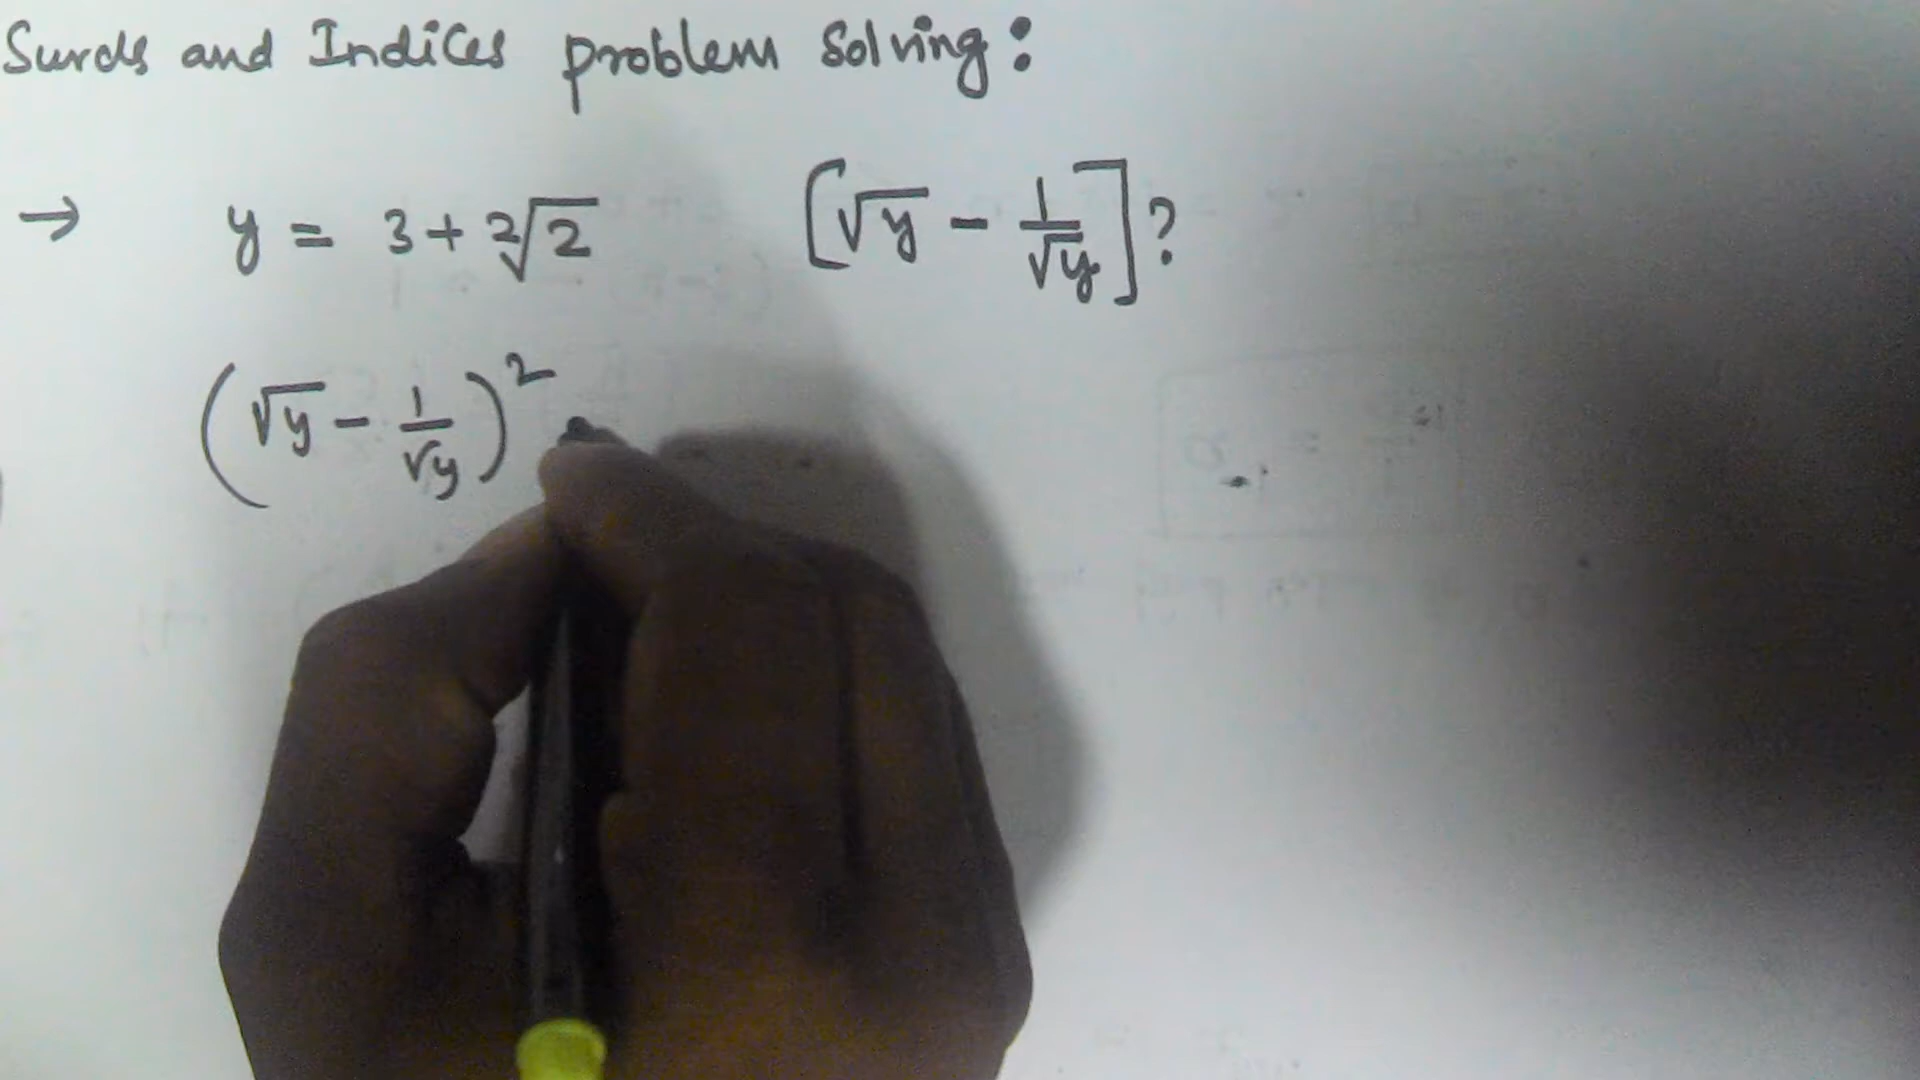 Surds and Indices problem solving:
→ y = 3 + 2√2 [√y - 1/√y]?
(√y - 1/√y)²